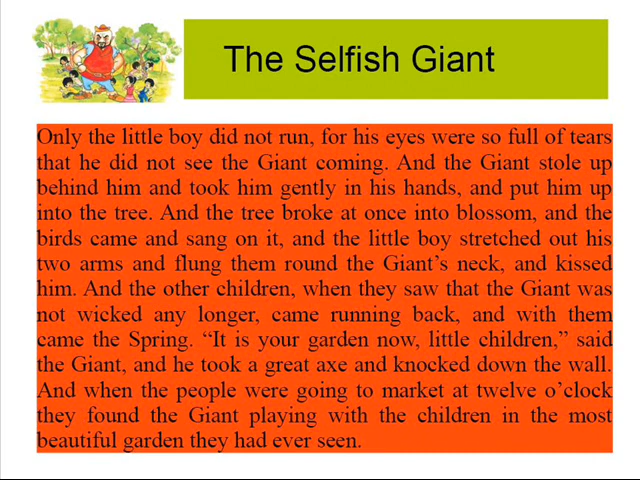 The Selfish Giant
Only the little boy did not run, for his eyes were so full of tears
that he did not see the Giant coming. And the Giant stole up
behind him and took him gently in his hands, and put him up
into the tree. And the tree broke at once into blossom, and the
birds came and sang on it, and the little boy stretched out his
two arms and flung them round the Giant’s neck, and kissed
him. And the other children, when they saw that the Giant was
not wicked any longer, came running back, and with them
came the Spring. “It is your garden now, little children,” said
the Giant, and he took a great axe and knocked down the wall.
And when the people were going to market at twelve o’clock
they found the Giant playing with the children in the most
beautiful garden they had ever seen.